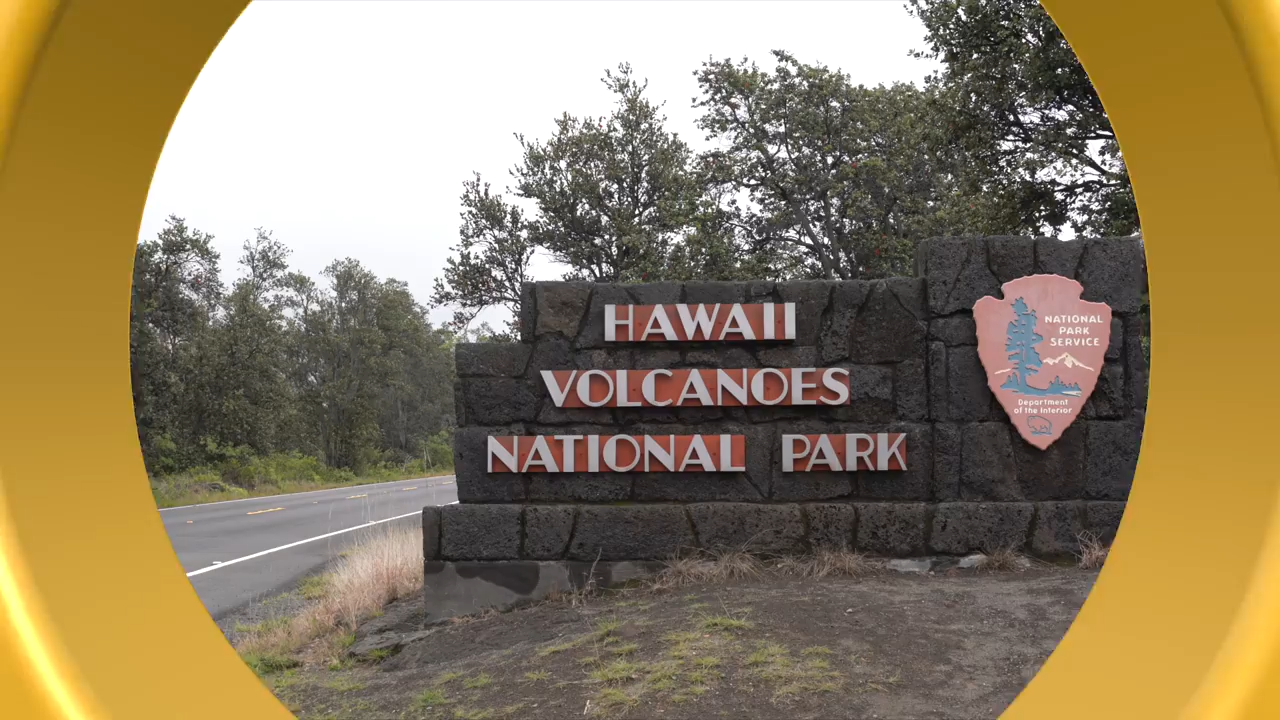 HAWAII
VOLCANOES
NATIONAL PARK
NATIONAL
PARK
SERVICE
Department
of the Interior